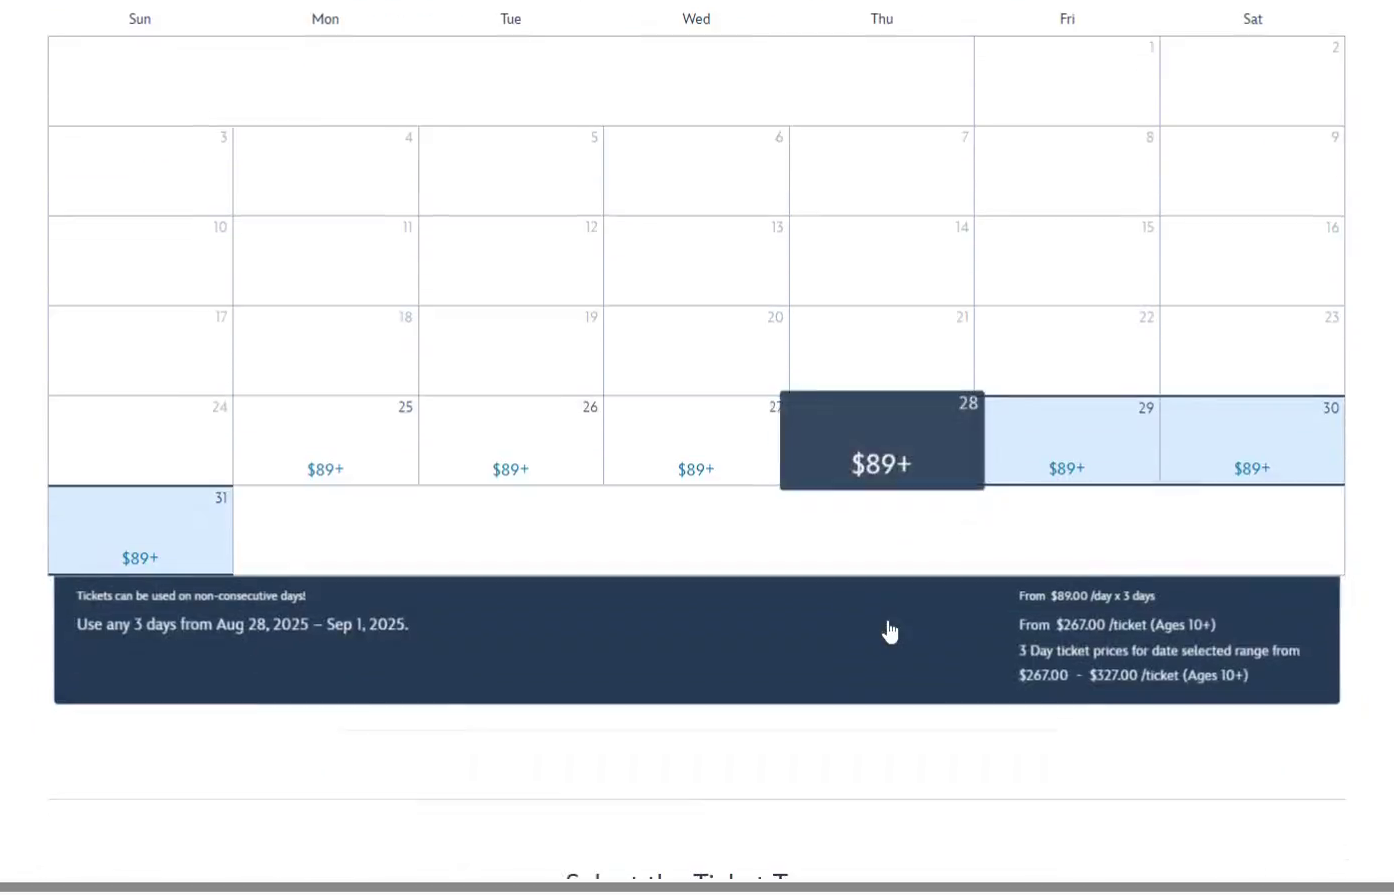 Sun Mon Tue Wed Thu Fri Sat
1 2
3 4 5 6 7 8 9
10 11 12 13 14 15 16
17 18 19 20 21 22 23
24 25 26 27 28 29 30
$89+ $89+ $89+ $89+ $89+ $89+
31
$89+
Tickets can be used on non-consecutive days!
Use any 3 days from Aug 28, 2025 – Sep 1, 2025.
From $89.00 /day x 3 days
From $267.00 /ticket (Ages 10+)
3 Day ticket prices for date selected range from
$267.00 - $327.00 /ticket (Ages 10+)
Select the Ticket